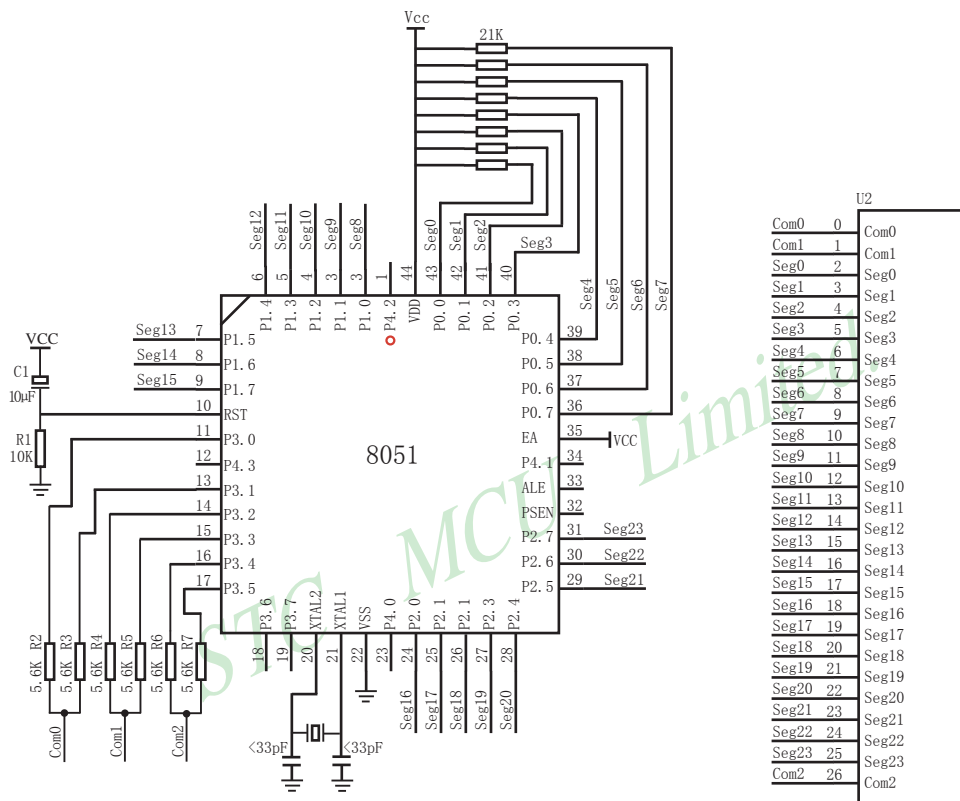 Vcc
21K
Seg12
Seg11
Seg10
Seg9
Seg8
Seg0
Seg1
Seg2
Seg3
Seg4
Seg5
Seg6
Seg7
6
5
4
3
3
1
44
43
42
41
40
P1.4
P1.3
P1.2
P1.1
P1.0
P4.2
VDD
P0.0
P0.1
P0.2
P0.3
VCC
C1
10μF
R1
10K
Seg13 7 P1.5
Seg14 8 P1.6
Seg15 9 P1.7
10 RST
11 P3.0
12 P4.3
13 P3.1
14 P3.2
15 P3.3
16 P3.4
17 P3.5
8051
P0.4 39
P0.5 38
P0.6 37
P0.7 36
EA 35 VCC
P4.1 34
ALE 33
PSEN 32
P2.7 31 Seg23
P2.6 30 Seg22
P2.5 29 Seg21
P3.6
P3.7
XTAL2
XTAL1
VSS
P4.0
P2.0
P2.1
P2.1
P2.3
P2.4
18
19
20
21
22
23
24
25
26
27
28
Seg16
Seg17
Seg18
Seg19
Seg20
5.6K R2
5.6K R3
5.6K R4
5.6K R5
5.6K R6
5.6K R7
Com0
Com1
Com2
<33pF
<33pF
STC MCU Limited.
U2
Com0 0 Com0
Com1 1 Com1
Seg0 2 Seg0
Seg1 3 Seg1
Seg2 4 Seg2
Seg3 5 Seg3
Seg4 6 Seg4
Seg5 7 Seg5
Seg6 8 Seg6
Seg7 9 Seg7
Seg8 10 Seg8
Seg9 11 Seg9
Seg10 12 Seg10
Seg11 13 Seg11
Seg12 14 Seg12
Seg13 15 Seg13
Seg14 16 Seg14
Seg15 17 Seg15
Seg16 18 Seg16
Seg17 19 Seg17
Seg18 20 Seg18
Seg19 21 Seg19
Seg20 22 Seg20
Seg21 23 Seg21
Seg22 24 Seg22
Seg23 25 Seg23
Com2 26 Com2